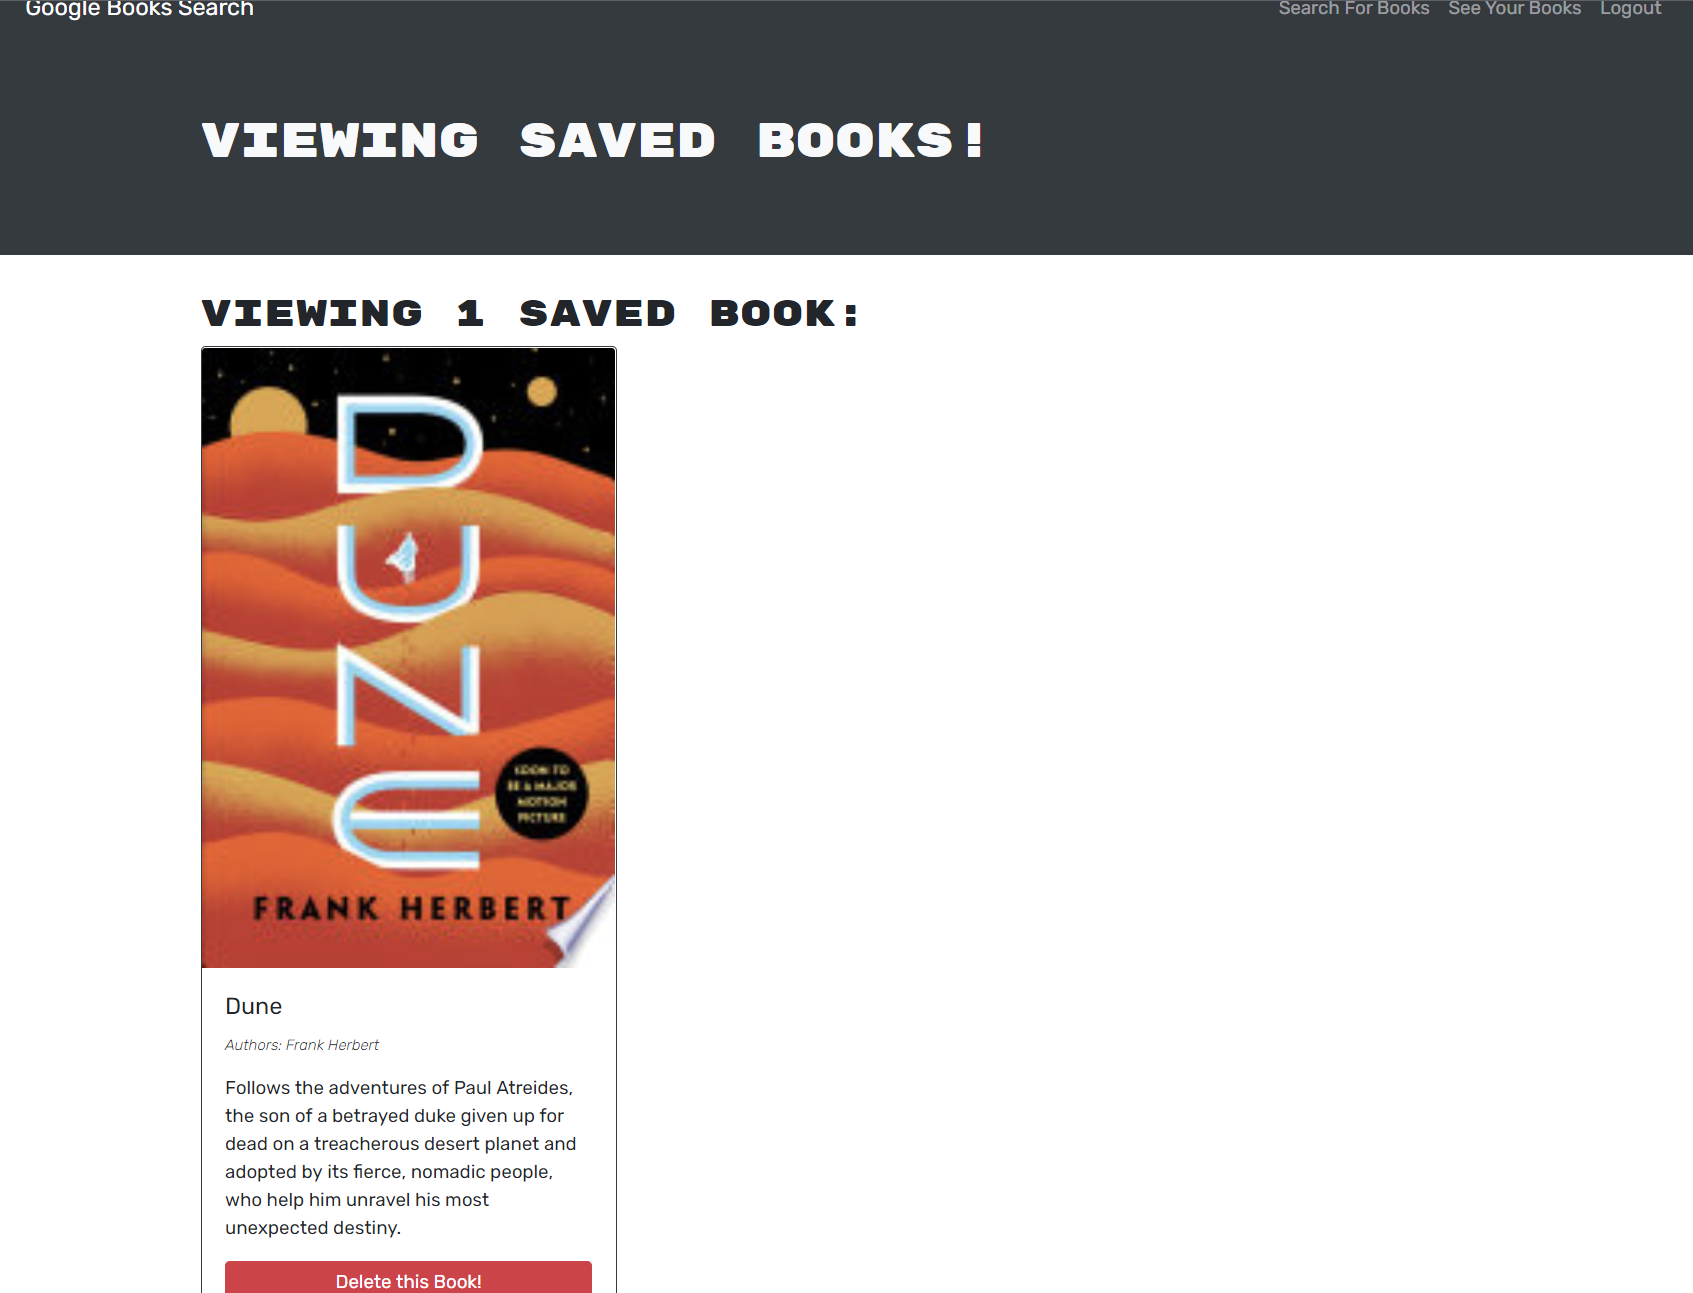 Google Books Search
Search For Books See Your Books Logout
VIEWING SAVED BOOKS!
VIEWING 1 SAVED BOOK:
DUNE
SOON TO
BE A MAJOR
MOTION
PICTURE
FRANK HERBERT
Dune
Authors: Frank Herbert
Follows the adventures of Paul Atreides,
the son of a betrayed duke given up for
dead on a treacherous desert planet and
adopted by its fierce, nomadic people,
who help him unravel his most
unexpected destiny.
Delete this Book!